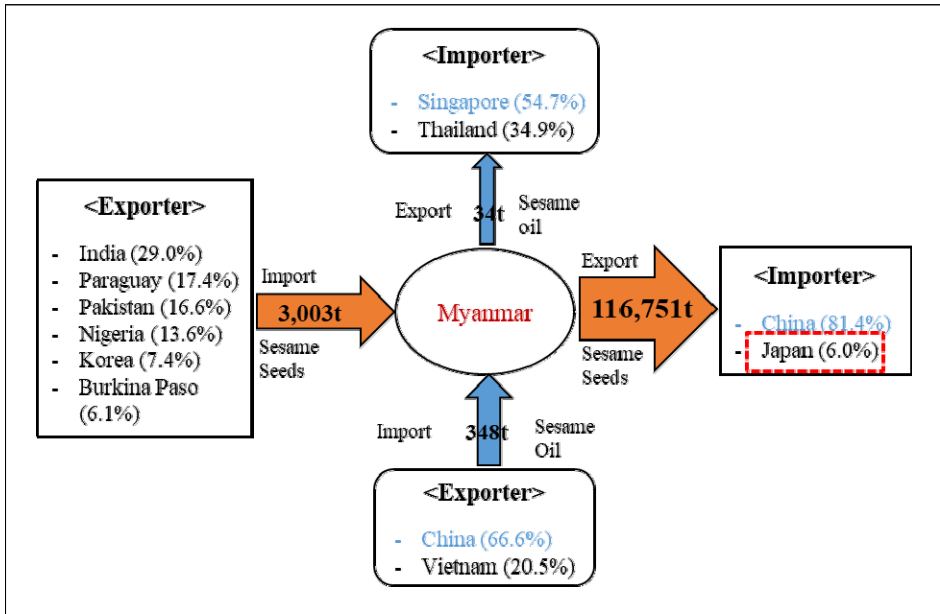 <Importer>
- Singapore (54.7%)
- Thailand (34.9%)
Export
34t
Sesame
oil
<Exporter>
- India (29.0%)
- Paraguay (17.4%)
- Pakistan (16.6%)
- Nigeria (13.6%)
- Korea (7.4%)
- Burkina Paso
(6.1%)
Import
3,003t
Sesame
Seeds
Myanmar
Export
116,751t
Sesame
Seeds
<Importer>
- China (81.4%)
- Japan (6.0%)
Import
348t
Sesame
Oil
<Exporter>
- China (66.6%)
- Vietnam (20.5%)